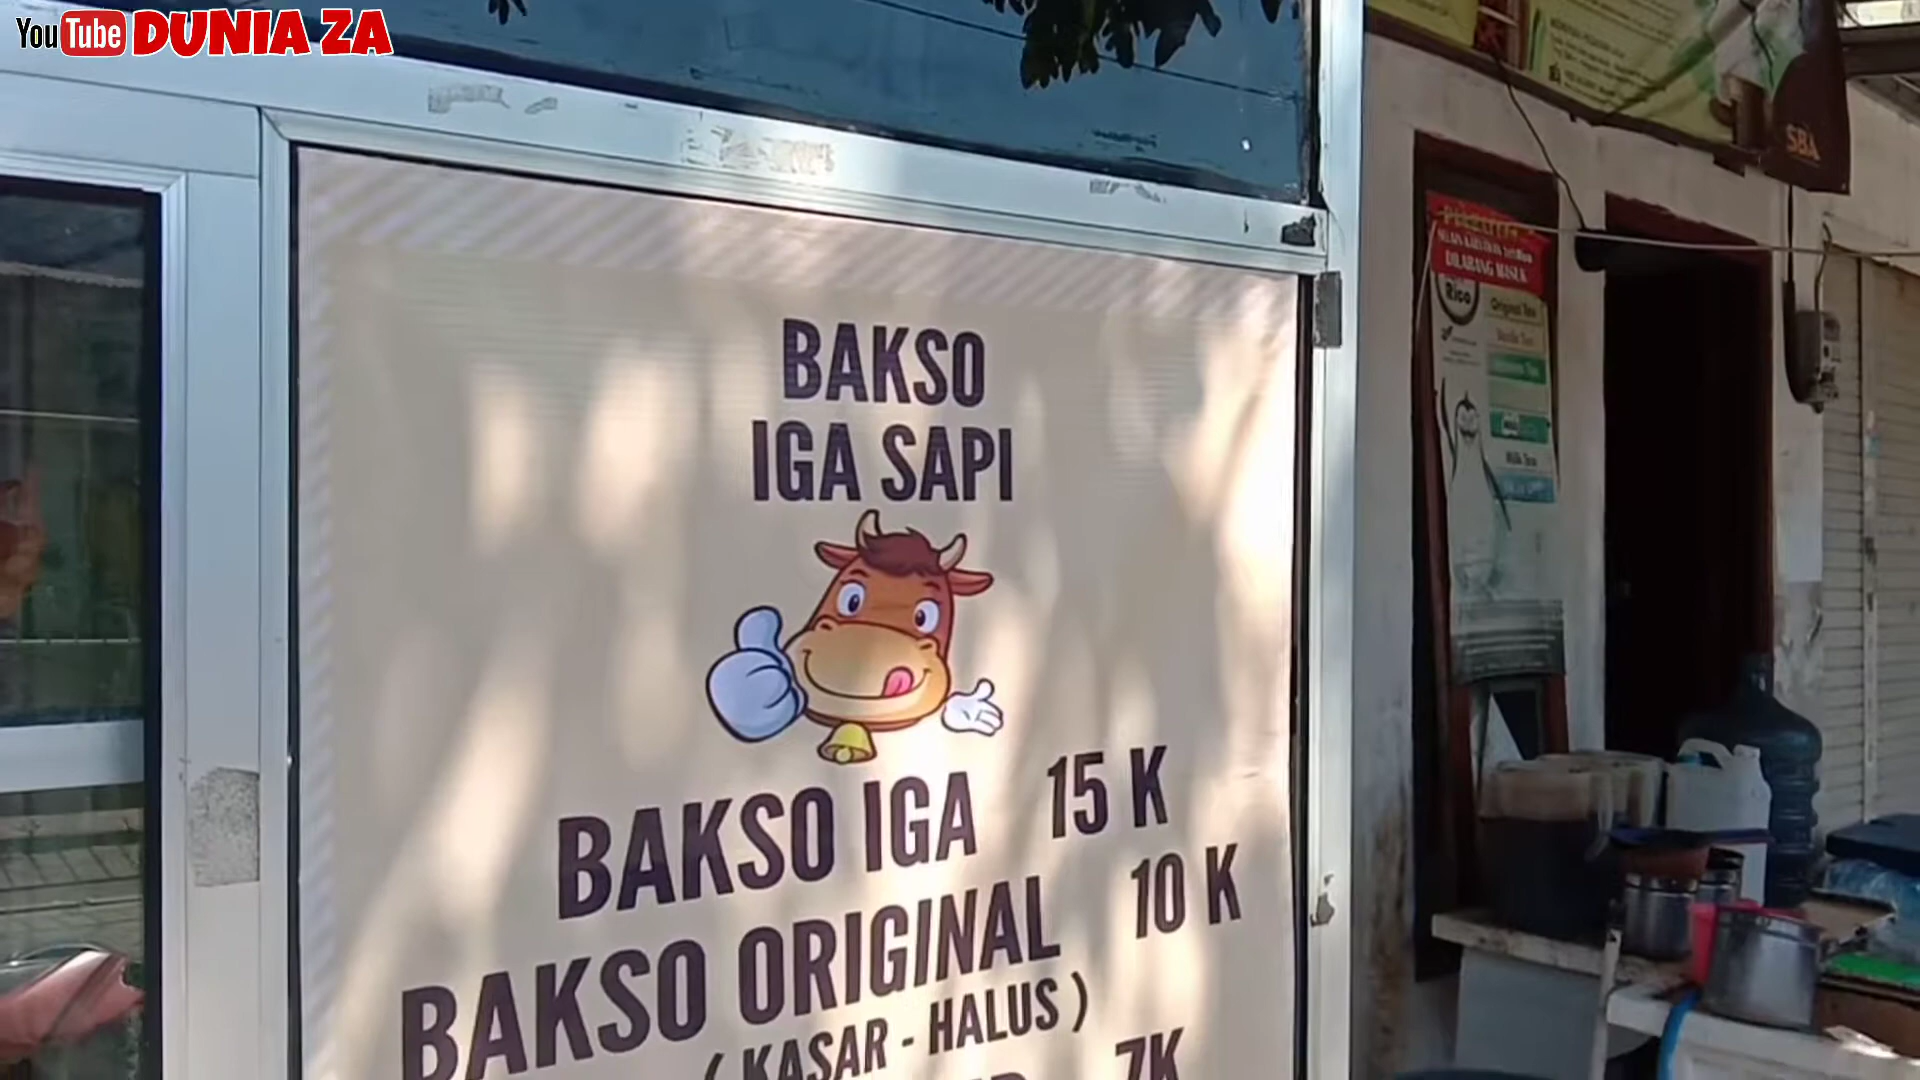 YouTube DUNIA ZA
BAKSO
IGA SAPI
BAKSO IGA 15 K
BAKSO ORIGINAL 10 K
( KASAR - HALUS )
7K
SBA
DILARANG MASUK
Rico
Original Tea
Milk Tea